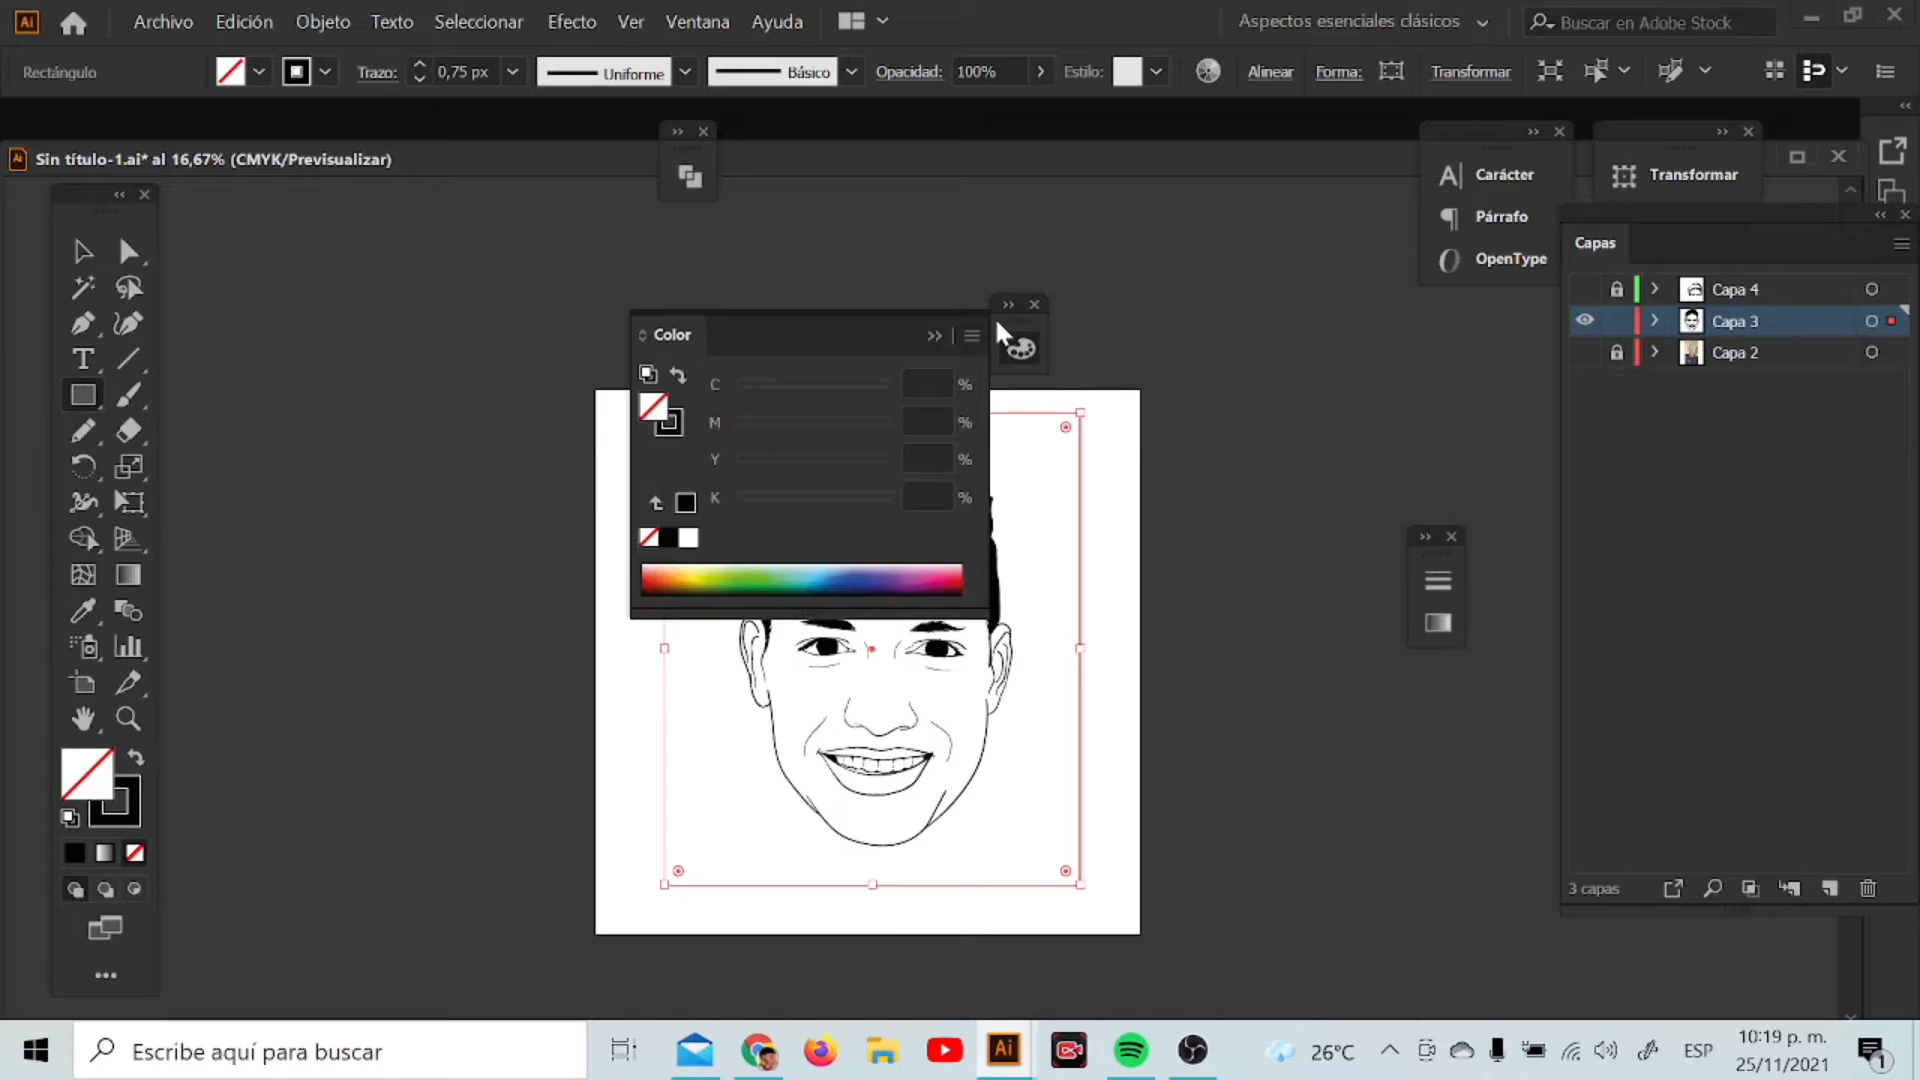 Ai Archivo Edición Objeto Texto Seleccionar Efecto Ver Ventana Ayuda Aspectos esenciales clásicos Buscar en Adobe Stock
Rectángulo Trazo: 0,75 px Uniforme Básico Opacidad: 100% Estilo: Alinear Forma: Transformar
Sin título-1.ai* al 16,67% (CMYK/Previsualizar)
Carácter
Párrafo
OpenType
Transformar
Capas
Capa 4
Capa 3
Capa 2
3 capas
Color
C %
M %
Y %
K %
Escribe aquí para buscar
Ai
26°C
ESP
10:19 p. m.
25/11/2021
1